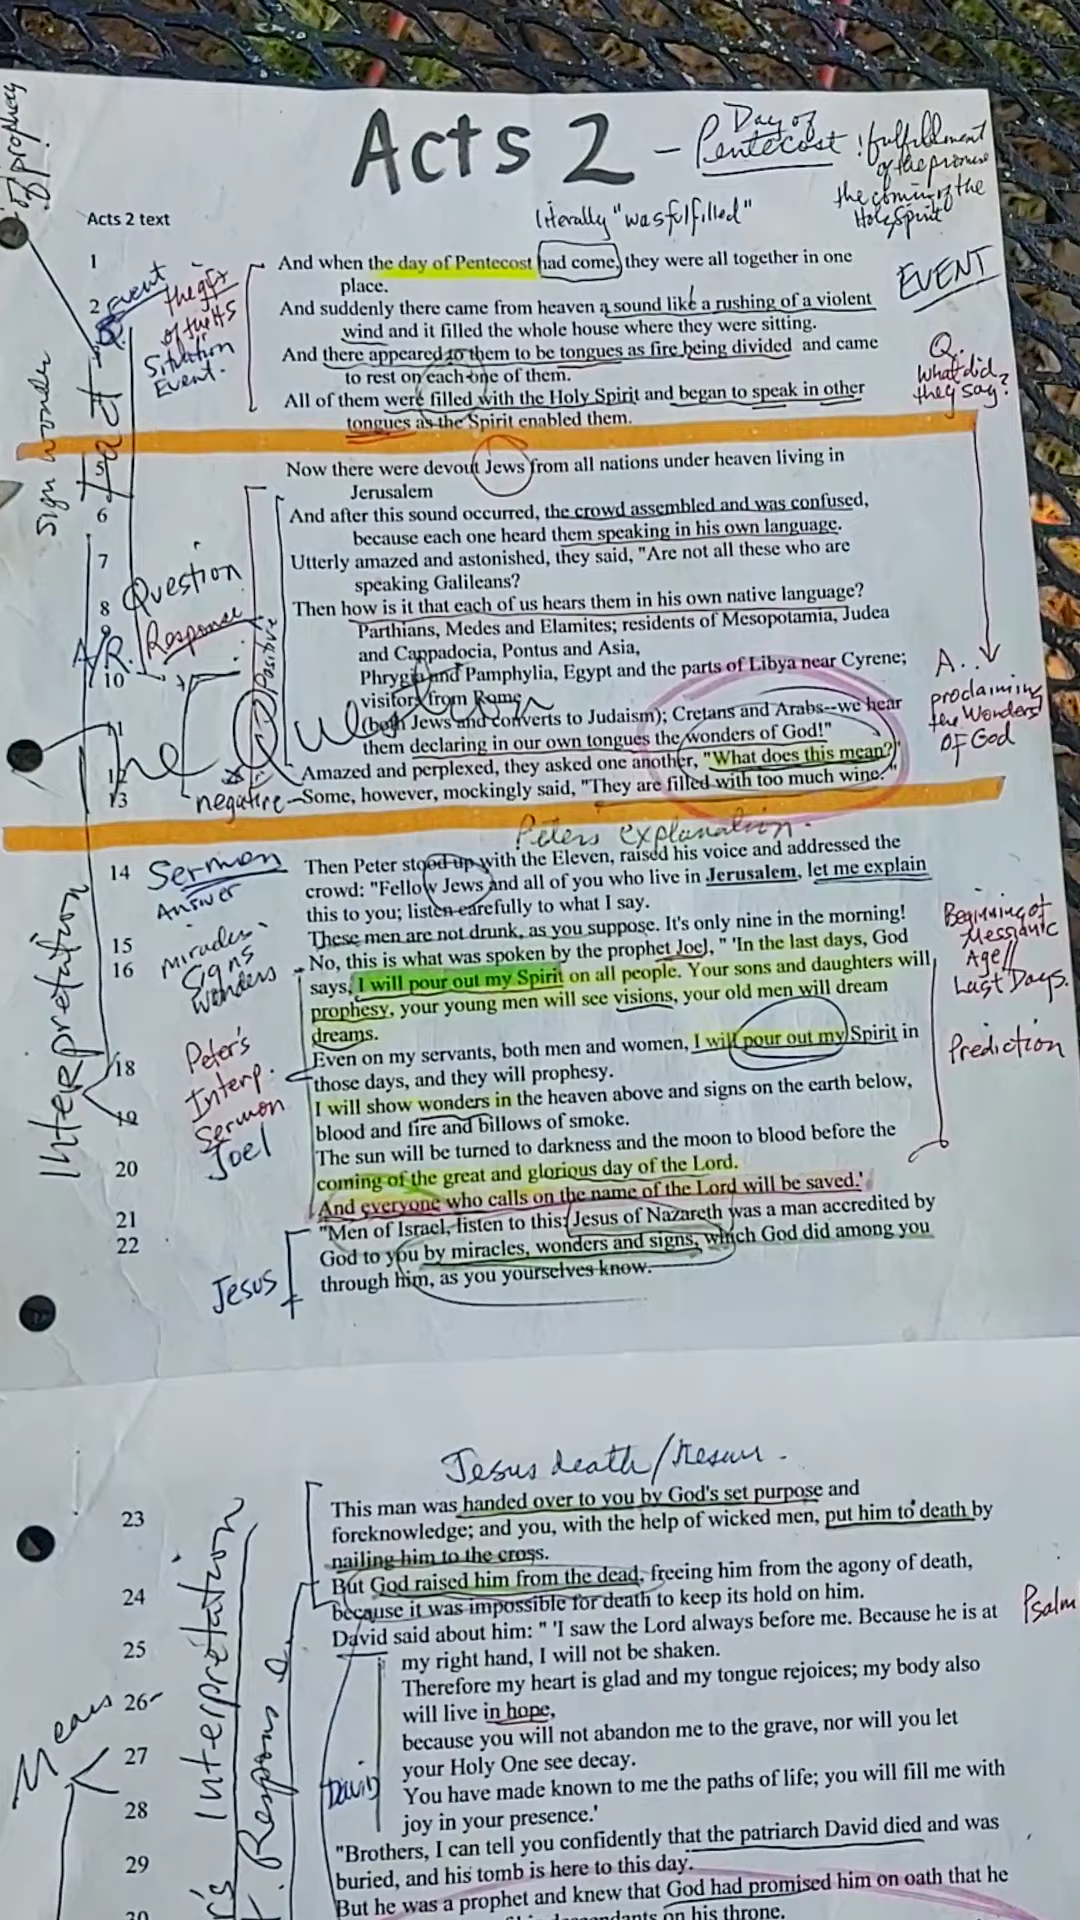 of prophecy
Acts 2 – Day of Pentecost ! fulfillment
of the promise
the coming of the
Holy Spirit
literally "was fulfilled"
Acts 2 text
EVENT
1 And when the day of Pentecost had come, they were all together in one
place.
2 Event And suddenly there came from heaven a sound like a rushing of a violent
the gift
of the HS
wind and it filled the whole house where they were sitting.
Situation
Event.
And there appeared to them to be tongues as fire being divided and came
to rest on each one of them.
Q.
What did
they say?
All of them were filled with the Holy Spirit and began to speak in other
tongues as the Spirit enabled them.
Sign wonder
Fact
5 Now there were devout Jews from all nations under heaven living in
Jerusalem
6 And after this sound occurred, the crowd assembled and was confused,
because each one heard them speaking in his own language.
7 Utterly amazed and astonished, they said, "Are not all these who are
speaking Galileans?
Question
Response
A/R.
8 Then how is it that each of us hears them in his own native language?
9 Parthians, Medes and Elamites; residents of Mesopotamia, Judea
and Cappadocia, Pontus and Asia,
10 Phrygia and Pamphylia, Egypt and the parts of Libya near Cyrene;
visitors from Rome
A..
proclaiming
the Wonders
OF God
The Question
Positive
11 (both Jews and converts to Judaism); Cretans and Arabs--we hear
them declaring in our own tongues the wonders of God!"
12 Amazed and perplexed, they asked one another, "What does this mean?"
13 negative – Some, however, mockingly said, "They are filled with too much wine."
Peter's explanation.
14 Sermon Then Peter stood up with the Eleven, raised his voice and addressed the
Answer
crowd: "Fellow Jews and all of you who live in Jerusalem, let me explain
this to you; listen carefully to what I say.
15 These men are not drunk, as you suppose. It's only nine in the morning!
16 No, this is what was spoken by the prophet Joel, " 'In the last days, God
miracles
Signs
Wonders
says, I will pour out my Spirit on all people. Your sons and daughters will
prophesy, your young men will see visions, your old men will dream
dreams.
Beginning of
Messianic
Age//
Last Days.
Prediction
18 Even on my servants, both men and women, I will pour out my Spirit in
those days, and they will prophesy.
Interpretation
Peter's
Interp.
Sermon
Joel
19 I will show wonders in the heaven above and signs on the earth below,
blood and fire and billows of smoke.
20 The sun will be turned to darkness and the moon to blood before the
coming of the great and glorious day of the Lord.
21 And everyone who calls on the name of the Lord will be saved.'
22 "Men of Israel, listen to this: Jesus of Nazareth was a man accredited by
God to you by miracles, wonders and signs, which God did among you
through him, as you yourselves know.
Jesus
Jesus death/Resurr.
23 This man was handed over to you by God's set purpose and
foreknowledge; and you, with the help of wicked men, put him to death by
nailing him to the cross.
24 But God raised him from the dead, freeing him from the agony of death,
because it was impossible for death to keep its hold on him.
Psalm
25 David said about him: " 'I saw the Lord always before me. Because he is at
my right hand, I will not be shaken.
26 Therefore my heart is glad and my tongue rejoices; my body also
will live in hope,
27 because you will not abandon me to the grave, nor will you let
your Holy One see decay.
28 You have made known to me the paths of life; you will fill me with
joy in your presence.'
David
Means
Interpretation
29 "Brothers, I can tell you confidently that the patriarch David died and was
buried, and his tomb is here to this day.
30 But he was a prophet and knew that God had promised him on oath that he
on his throne.